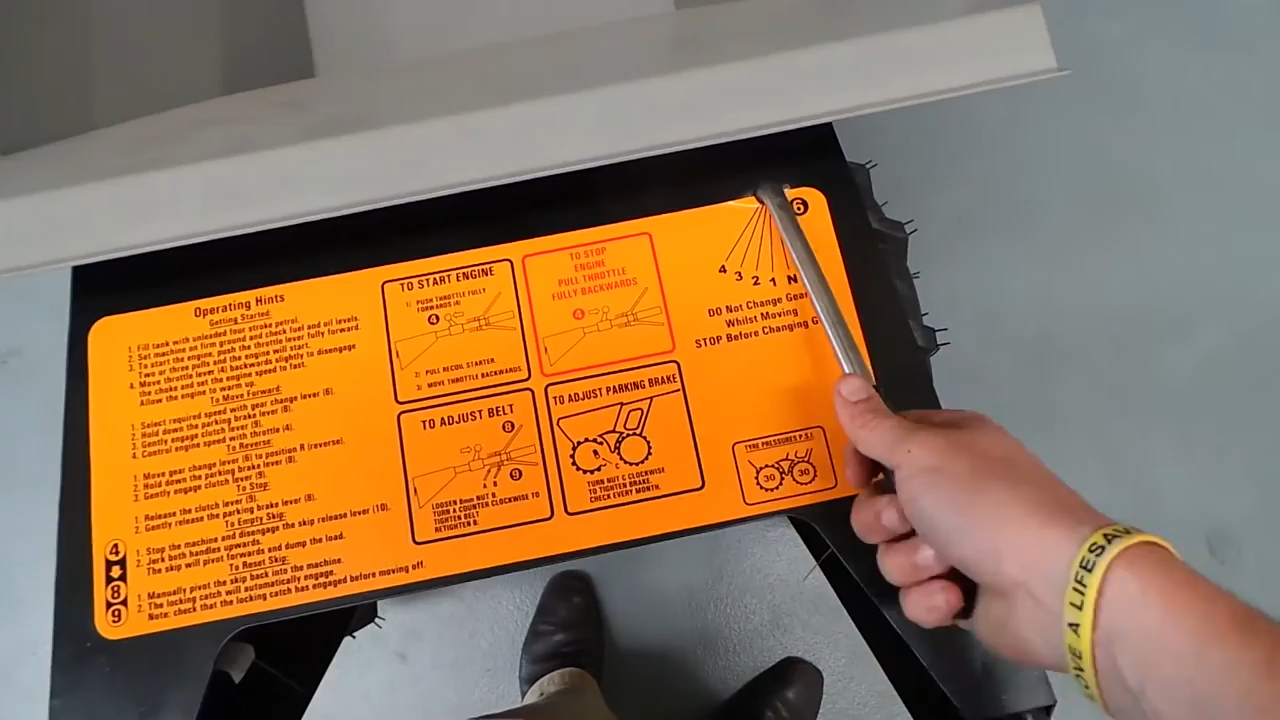 Operating Hints
Getting Started:
1. Fill tank with unleaded four stroke petrol.
2. Set machine on firm ground and check fuel and oil levels.
3. To start the engine, push the throttle lever fully forward.
Two or three pulls and the engine will start.
4. Move throttle lever (4) backwards slightly to disengage
the choke and set the engine speed to fast.
Allow the engine to warm up.
To Move Forward:
1. Select required speed with gear change lever (6).
2. Hold down the parking brake lever (8).
3. Gently engage clutch lever (9).
4. Control engine speed with throttle (4).
To Reverse:
1. Move gear change lever (6) to position R (reverse).
2. Hold down the parking brake lever (8).
3. Gently engage clutch lever (9).
To Stop:
1. Release the clutch lever (9).
2. Gently release the parking brake lever (8).
To Empty Skip:
1. Stop the machine and disengage the skip release lever (10).
2. Jerk both handles upwards.
The skip will pivot forwards and dump the load.
To Reset Skip:
1. Manually pivot the skip back into the machine.
2. The locking catch will automatically engage.
Note: check that the locking catch has engaged before moving off.
4
8
9
TO START ENGINE
1) PUSH THROTTLE FULLY
FORWARDS (4)
4
2) PULL RECOIL STARTER.
3) MOVE THROTTLE BACKWARDS.
TO STOP
ENGINE
PULL THROTTLE
FULLY BACKWARDS
4
TO ADJUST BELT
8
9
A B
LOOSEN 8mm NUT B.
TURN A COUNTER CLOCKWISE TO
TIGHTEN BELT
RETIGHTEN B.
TO ADJUST PARKING BRAKE
C
TURN NUT C CLOCKWISE
TO TIGHTEN BRAKE.
CHECK EVERY MONTH.
6
4 3 2 1 N
DO Not Change Gear
Whilst Moving
STOP Before Changing G
TYRE PRESSURES P.S.I.
30 30
LOVE A LIFESAV